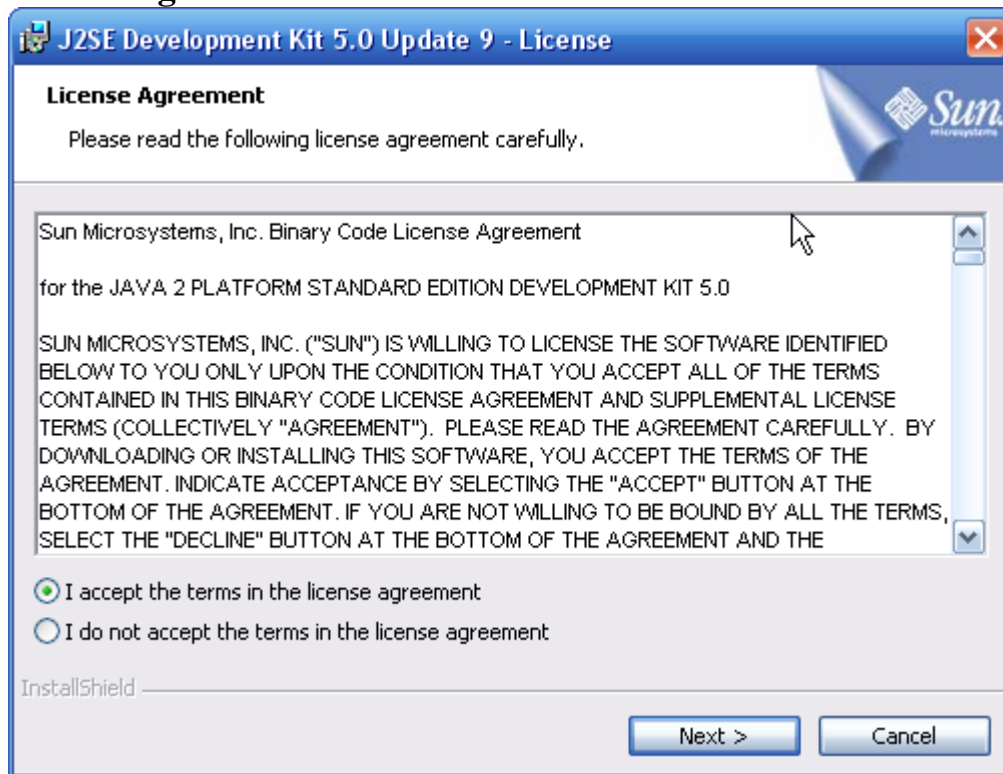 J2SE Development Kit 5.0 Update 9 - License
License Agreement
Please read the following license agreement carefully.
Sun
microsystems
Sun Microsystems, Inc. Binary Code License Agreement
for the JAVA 2 PLATFORM STANDARD EDITION DEVELOPMENT KIT 5.0
SUN MICROSYSTEMS, INC. ("SUN") IS WILLING TO LICENSE THE SOFTWARE IDENTIFIED
BELOW TO YOU ONLY UPON THE CONDITION THAT YOU ACCEPT ALL OF THE TERMS
CONTAINED IN THIS BINARY CODE LICENSE AGREEMENT AND SUPPLEMENTAL LICENSE
TERMS (COLLECTIVELY "AGREEMENT").  PLEASE READ THE AGREEMENT CAREFULLY.  BY
DOWNLOADING OR INSTALLING THIS SOFTWARE, YOU ACCEPT THE TERMS OF THE
AGREEMENT. INDICATE ACCEPTANCE BY SELECTING THE "ACCEPT" BUTTON AT THE
BOTTOM OF THE AGREEMENT. IF YOU ARE NOT WILLING TO BE BOUND BY ALL THE TERMS,
SELECT THE "DECLINE" BUTTON AT THE BOTTOM OF THE AGREEMENT AND THE
I accept the terms in the license agreement
I do not accept the terms in the license agreement
InstallShield
Next >
Cancel